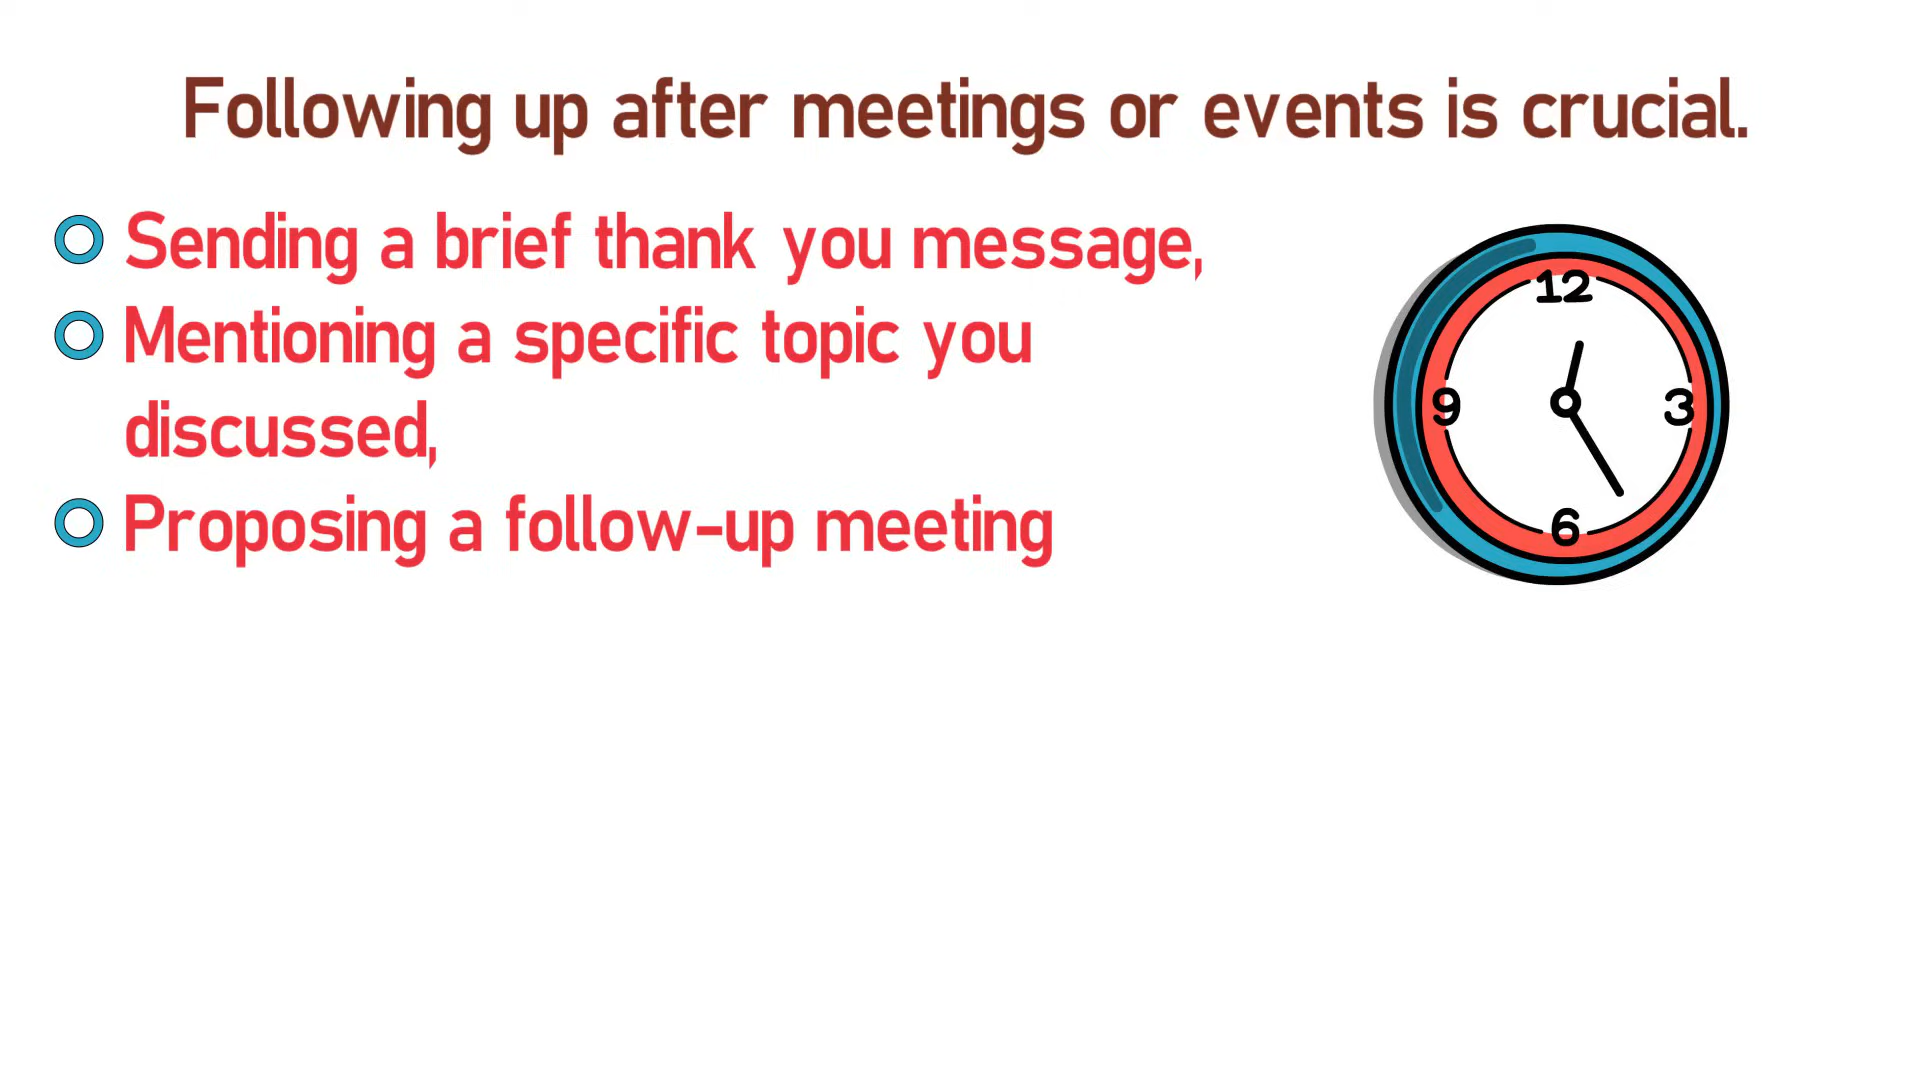 Following up after meetings or events is crucial.
Sending a brief thank you message,
Mentioning a specific topic you
discussed,
Proposing a follow-up meeting
12
9
3
6